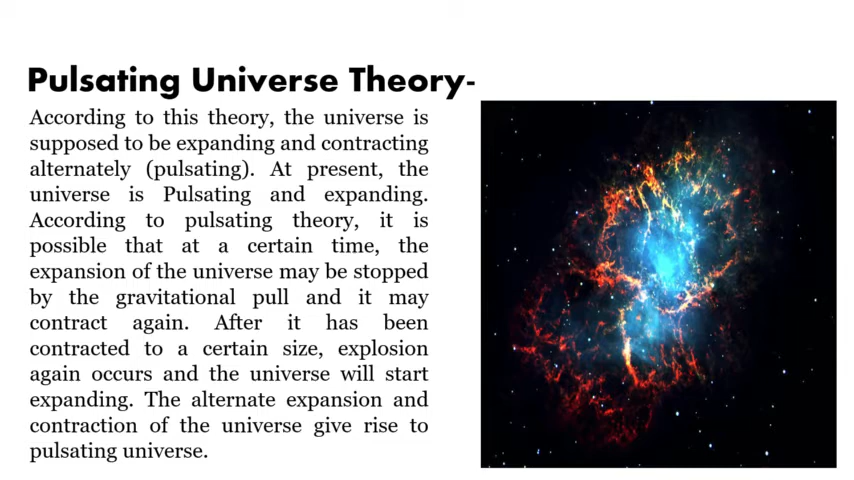 Pulsating Universe Theory-
According to this theory, the universe is
supposed to be expanding and contracting
alternately (pulsating). At present, the
universe is Pulsating and expanding.
According to pulsating theory, it is
possible that at a certain time, the
expansion of the universe may be stopped
by the gravitational pull and it may
contract again. After it has been
contracted to a certain size, explosion
again occurs and the universe will start
expanding. The alternate expansion and
contraction of the universe give rise to
pulsating universe.